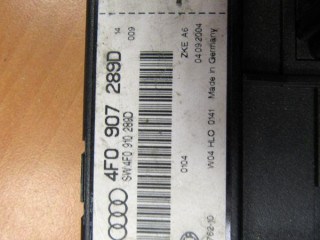 14
009
4F0 907 289D
SW 4F0 910 289D
ZKE A6
04.09.2004
0104
W04 HLO 0141
Made in Germany